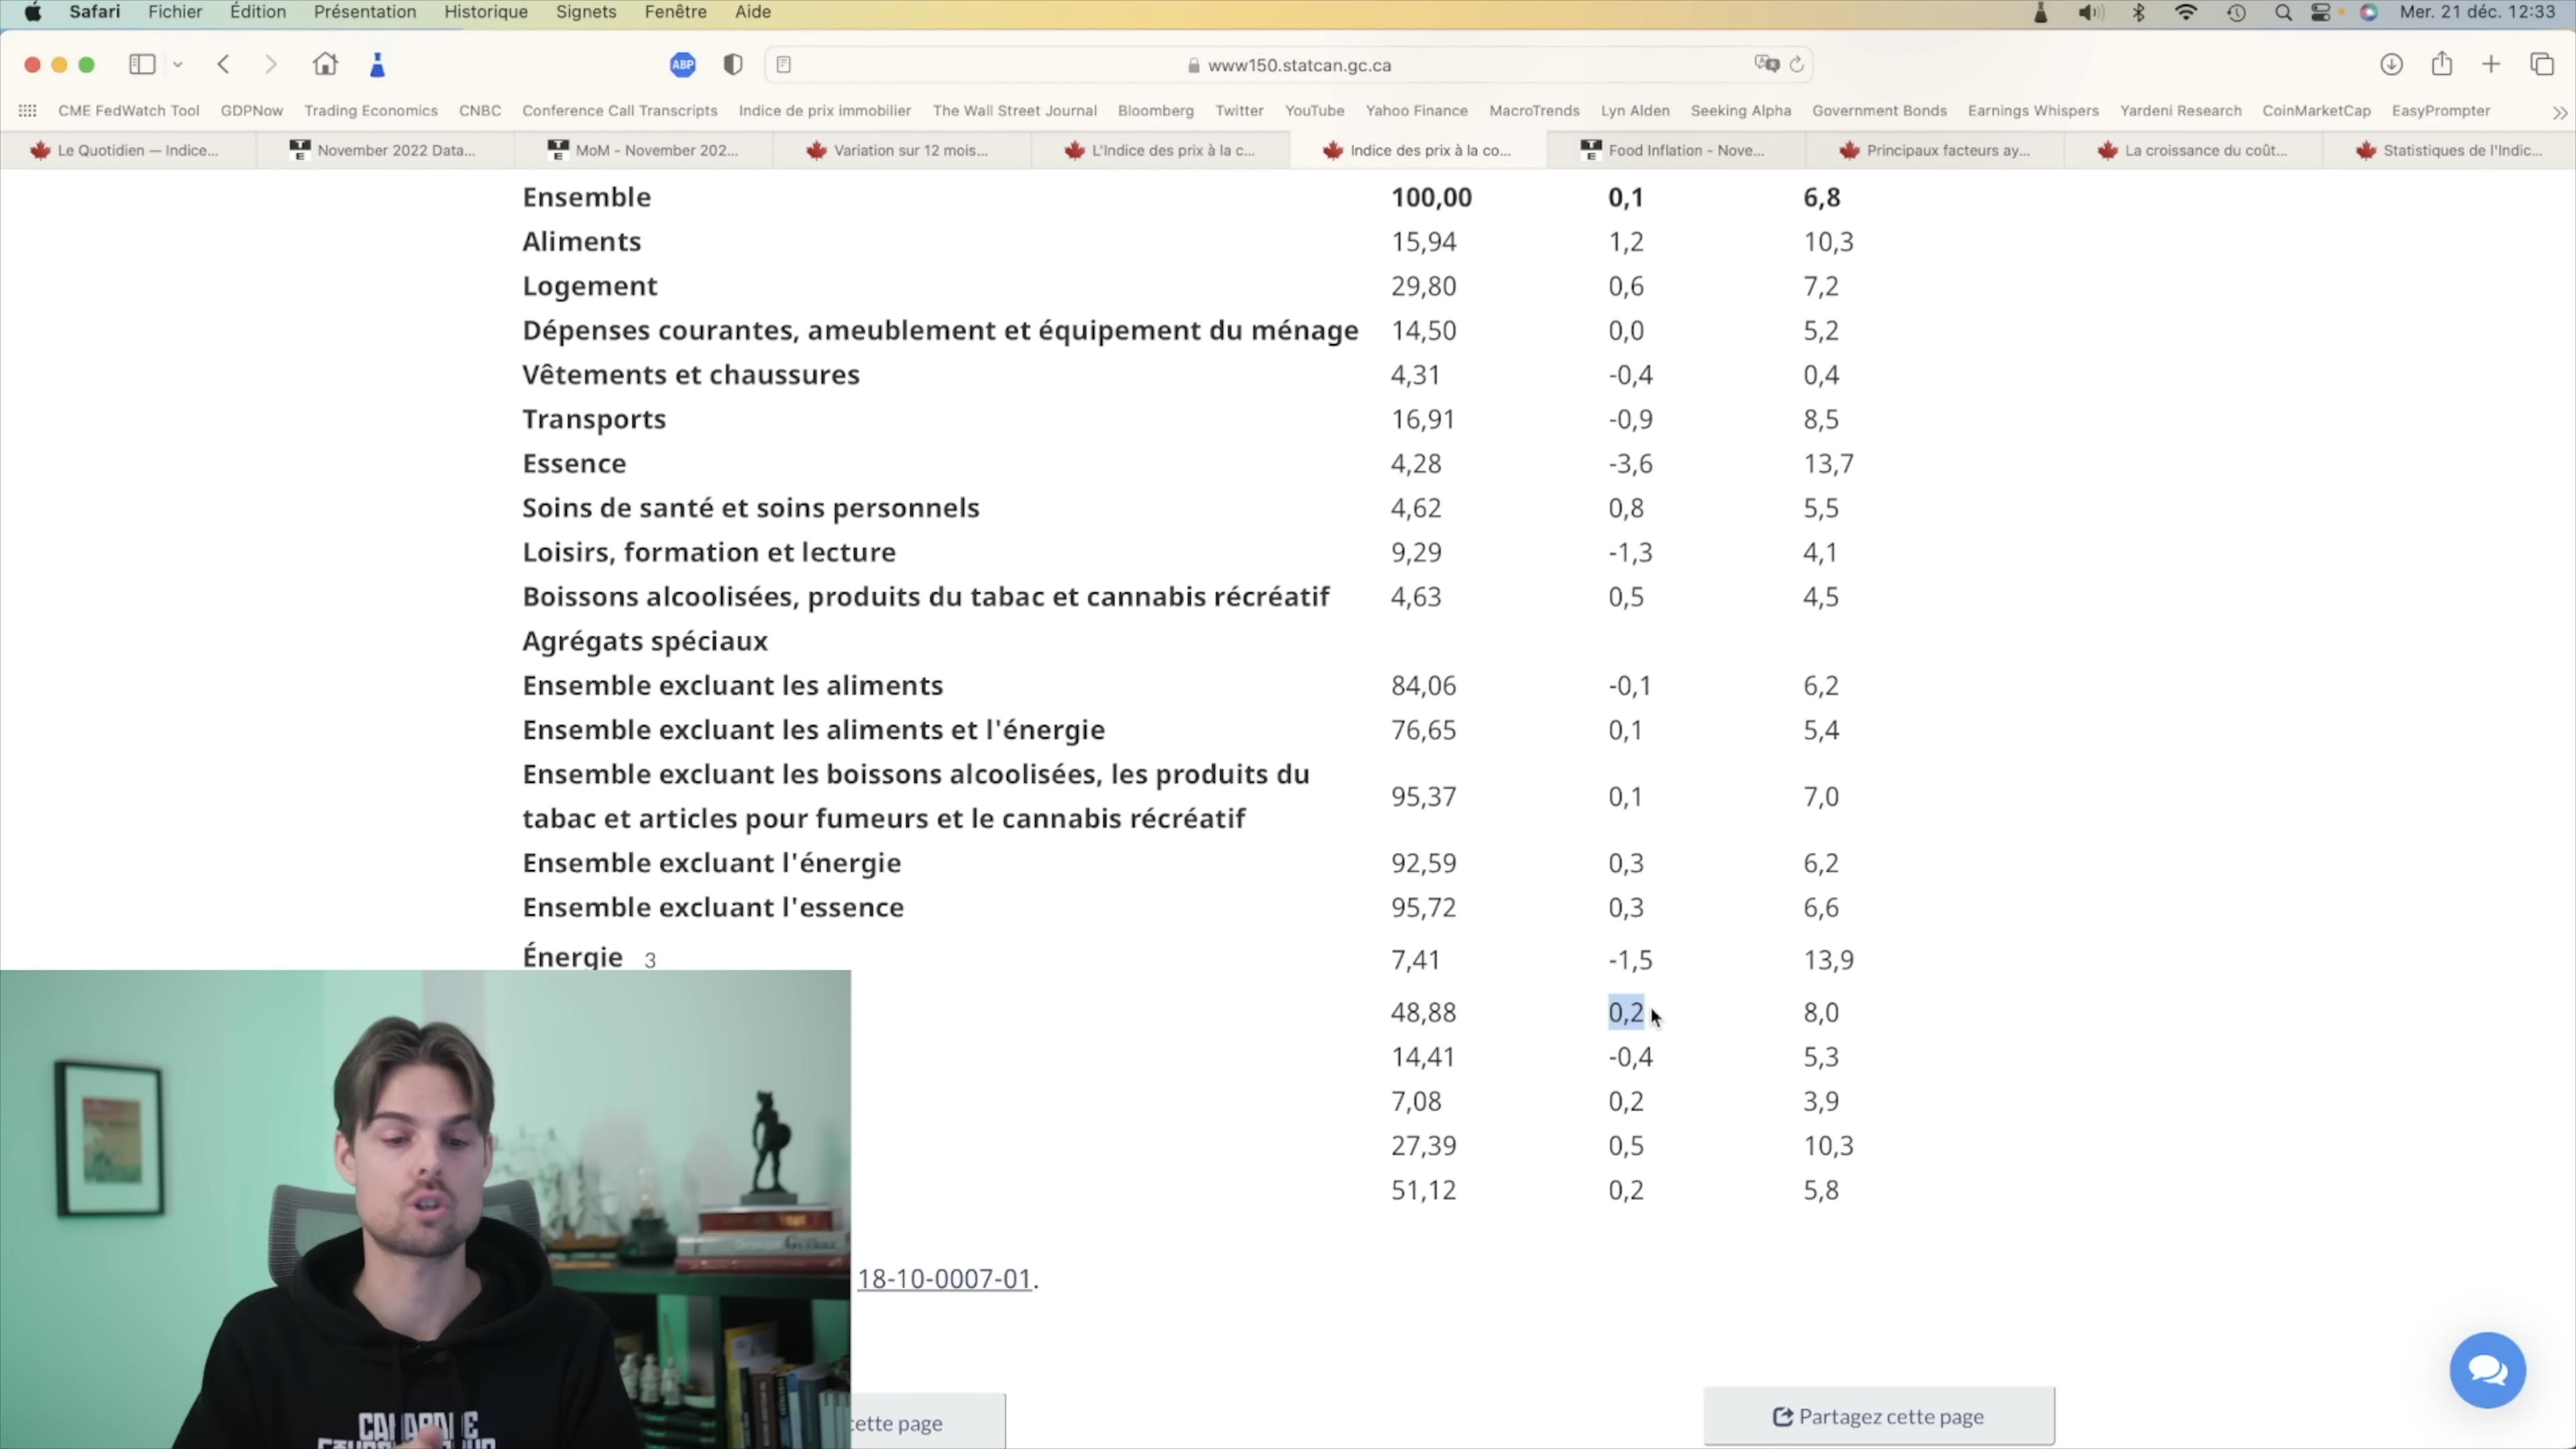 Safari Fichier Édition Présentation Historique Signets Fenêtre Aide Mer. 21 déc. 12:33
ABP www150.statcan.gc.ca
CME FedWatch Tool GDPNow Trading Economics CNBC Conference Call Transcripts Indice de prix immobilier The Wall Street Journal Bloomberg Twitter YouTube Yahoo Finance MacroTrends Lyn Alden Seeking Alpha Government Bonds Earnings Whispers Yardeni Research CoinMarketCap EasyPrompter
Le Quotidien — Indice... TE November 2022 Data... TE MoM - November 202... Variation sur 12 mois... L'Indice des prix à la c... Indice des prix à la co... TE Food Inflation - Nove... Principaux facteurs ay... La croissance du coût... Statistiques de l'Indic...
Ensemble 100,00 0,1 6,8
Aliments 15,94 1,2 10,3
Logement 29,80 0,6 7,2
Dépenses courantes, ameublement et équipement du ménage 14,50 0,0 5,2
Vêtements et chaussures 4,31 -0,4 0,4
Transports 16,91 -0,9 8,5
Essence 4,28 -3,6 13,7
Soins de santé et soins personnels 4,62 0,8 5,5
Loisirs, formation et lecture 9,29 -1,3 4,1
Boissons alcoolisées, produits du tabac et cannabis récréatif 4,63 0,5 4,5
Agrégats spéciaux
Ensemble excluant les aliments 84,06 -0,1 6,2
Ensemble excluant les aliments et l'énergie 76,65 0,1 5,4
Ensemble excluant les boissons alcoolisées, les produits du
tabac et articles pour fumeurs et le cannabis récréatif 95,37 0,1 7,0
Ensemble excluant l'énergie 92,59 0,3 6,2
Ensemble excluant l'essence 95,72 0,3 6,6
Énergie 3 7,41 -1,5 13,9
48,88 0,2 8,0
14,41 -0,4 5,3
7,08 0,2 3,9
27,39 0,5 10,3
51,12 0,2 5,8
18-10-0007-01.
cette page
Partagez cette page